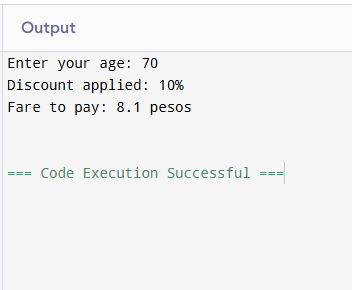 Output
Enter your age: 70
Discount applied: 10%
Fare to pay: 8.1 pesos
=== Code Execution Successful ===